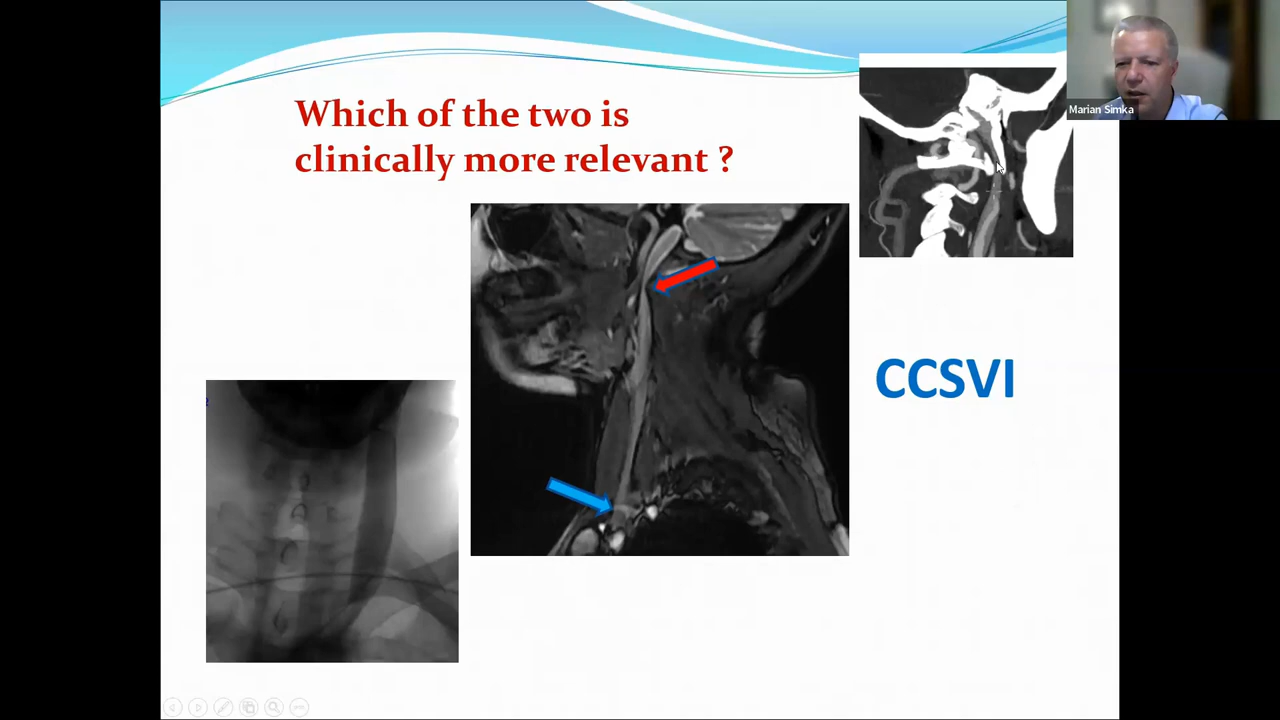 Which of the two is
clinically more relevant ?
Marian Simka
CCSVI